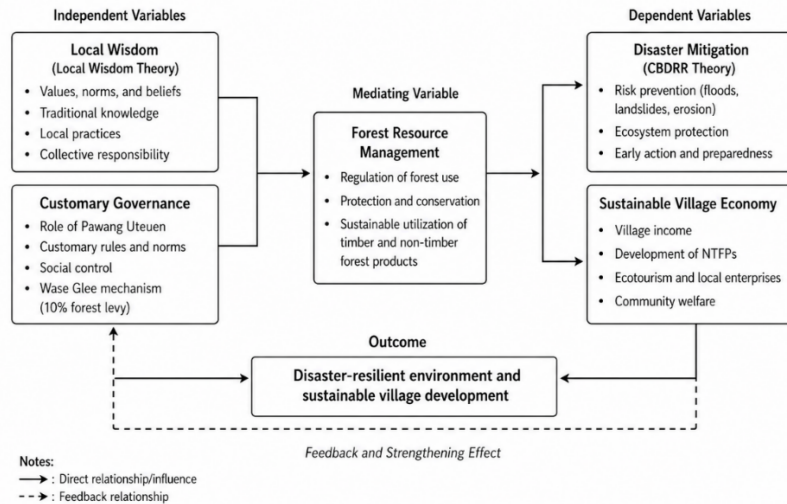 Independent Variables
Local Wisdom
(Local Wisdom Theory)
• Values, norms, and beliefs
• Traditional knowledge
• Local practices
• Collective responsibility
Customary Governance
• Role of Pawang Uteuen
• Customary rules and norms
• Social control
• Wase Glee mechanism
(10% forest levy)
Mediating Variable
Forest Resource
Management
• Regulation of forest use
• Protection and conservation
• Sustainable utilization of
timber and non-timber
forest products
Dependent Variables
Disaster Mitigation
(CBDRR Theory)
• Risk prevention (floods,
landslides, erosion)
• Ecosystem protection
• Early action and preparedness
Sustainable Village Economy
• Village income
• Development of NTFPs
• Ecotourism and local enterprises
• Community welfare
Outcome
Disaster-resilient environment and
sustainable village development
Feedback and Strengthening Effect
Notes:
: Direct relationship/influence
: Feedback relationship